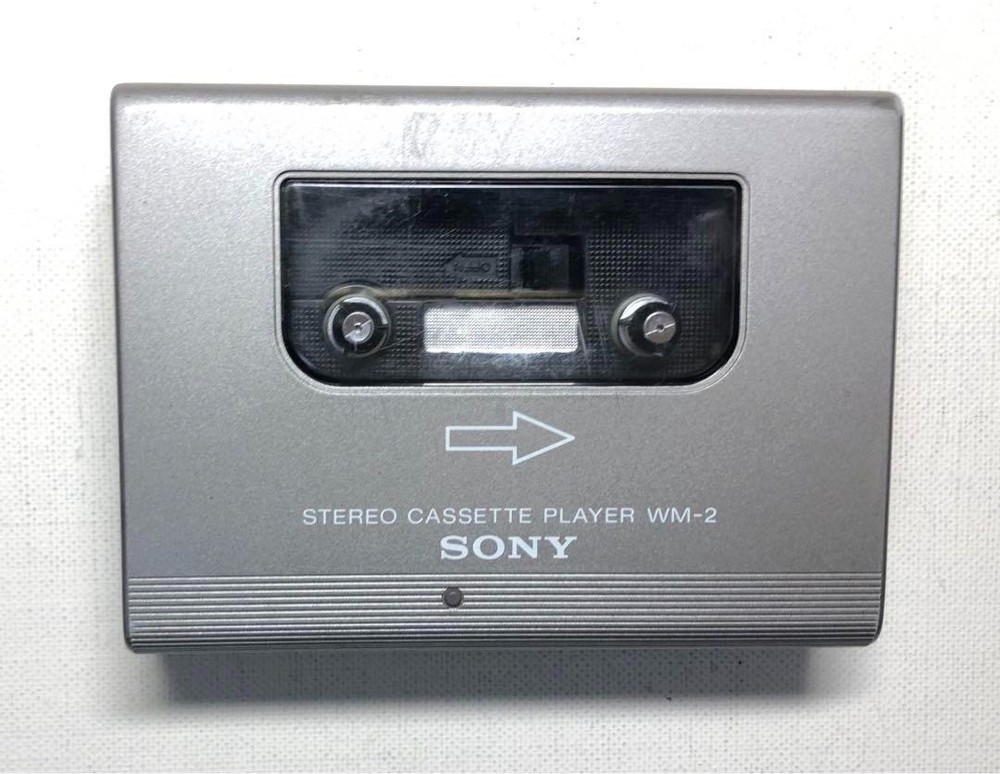 STEREO CASSETTE PLAYER WM-2
SONY